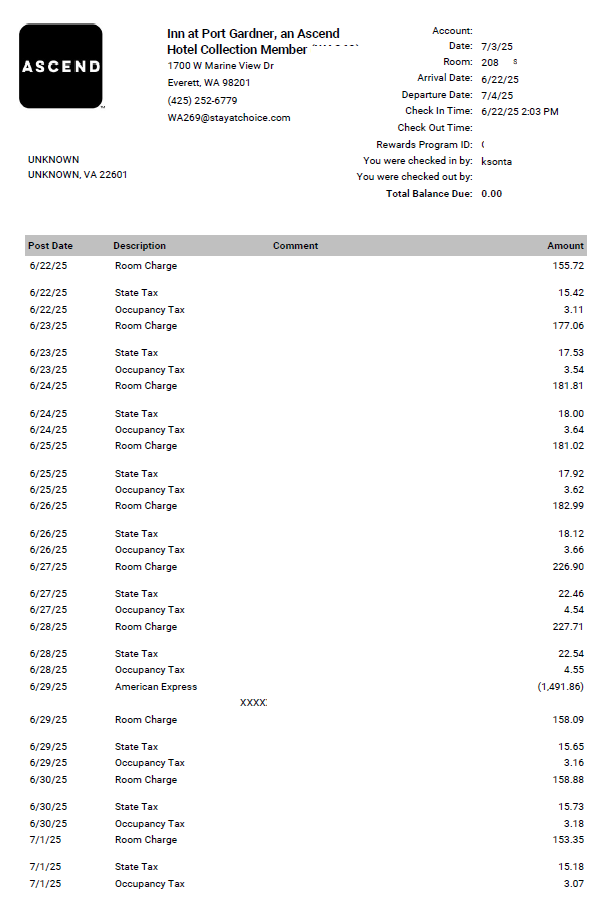 ASCEND
Inn at Port Gardner, an Ascend
Hotel Collection Member
1700 W Marine View Dr
Everett, WA 98201
(425) 252-6779
WA269@stayatchoice.com
Account:
Date: 7/3/25
Room: 208 s
Arrival Date: 6/22/25
Departure Date: 7/4/25
Check In Time: 6/22/25 2:03 PM
Check Out Time:
Rewards Program ID:
You were checked in by: ksonta
You were checked out by:
Total Balance Due: 0.00
UNKNOWN
UNKNOWN, VA 22601
Post Date Description Comment Amount
6/22/25 Room Charge 155.72
6/22/25 State Tax 15.42
6/22/25 Occupancy Tax 3.11
6/23/25 Room Charge 177.06
6/23/25 State Tax 17.53
6/23/25 Occupancy Tax 3.54
6/24/25 Room Charge 181.81
6/24/25 State Tax 18.00
6/24/25 Occupancy Tax 3.64
6/25/25 Room Charge 181.02
6/25/25 State Tax 17.92
6/25/25 Occupancy Tax 3.62
6/26/25 Room Charge 182.99
6/26/25 State Tax 18.12
6/26/25 Occupancy Tax 3.66
6/27/25 Room Charge 226.90
6/27/25 State Tax 22.46
6/27/25 Occupancy Tax 4.54
6/28/25 Room Charge 227.71
6/28/25 State Tax 22.54
6/28/25 Occupancy Tax 4.55
6/29/25 American Express (1,491.86)
XXXX
6/29/25 Room Charge 158.09
6/29/25 State Tax 15.65
6/29/25 Occupancy Tax 3.16
6/30/25 Room Charge 158.88
6/30/25 State Tax 15.73
6/30/25 Occupancy Tax 3.18
7/1/25 Room Charge 153.35
7/1/25 State Tax 15.18
7/1/25 Occupancy Tax 3.07